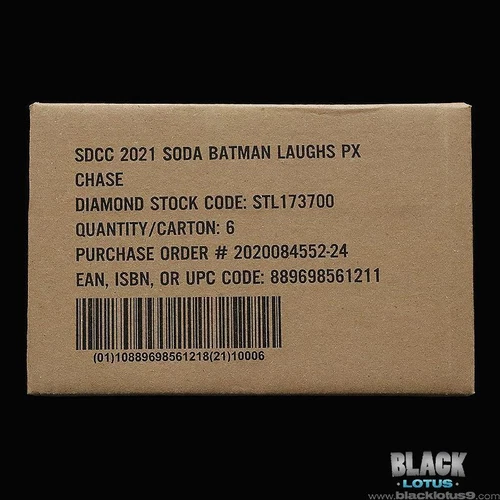 SDCC 2021 SODA BATMAN LAUGHS PX
CHASE
DIAMOND STOCK CODE: STL173700
QUANTITY/CARTON: 6
PURCHASE ORDER # 2020084552-24
EAN, ISBN, OR UPC CODE: 889698561211
(01)10889698561218(21)10006
BLACK
LOTUS
www.blacklotus9.com